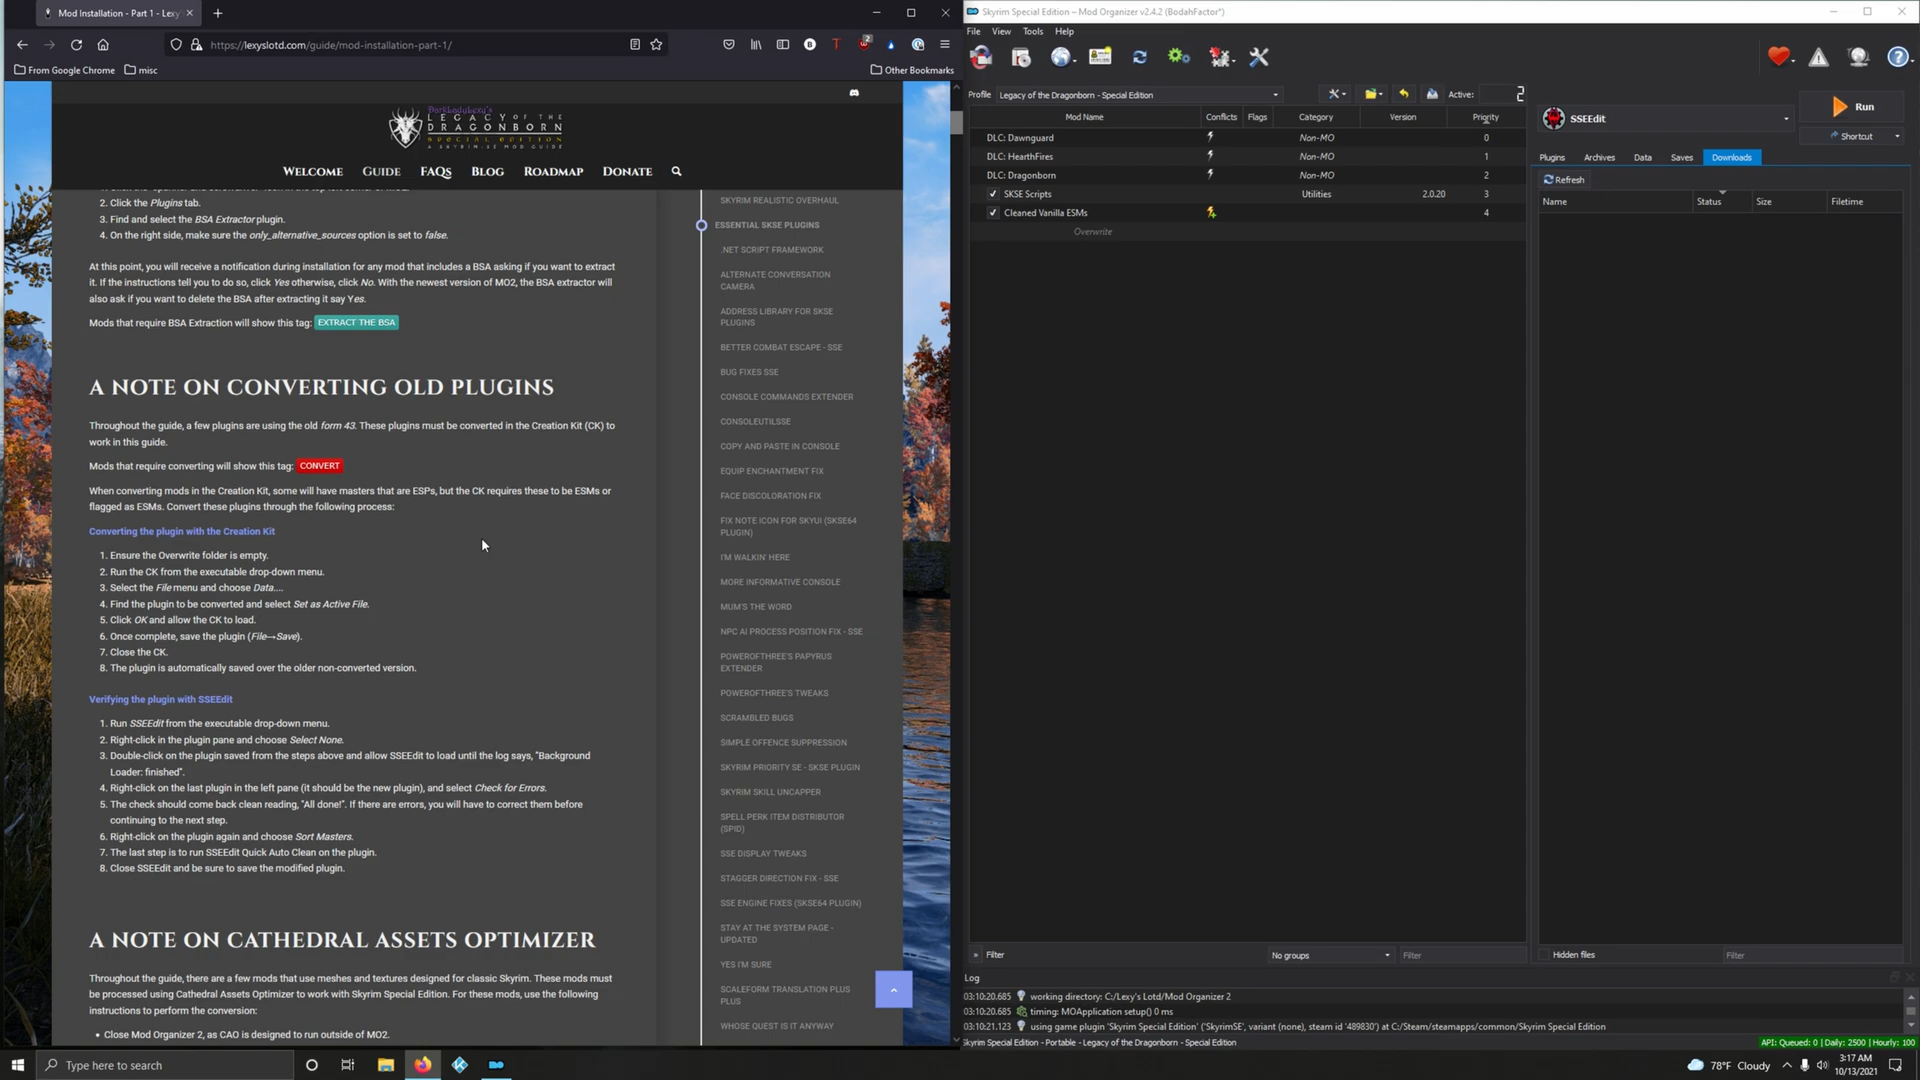 Mod Installation - Part 1 - Lexy
https://lexyslotd.com/guide/mod-installation-part-1/
From Google Chrome
misc
Other Bookmarks
DarkLadyLexy's
LEGACY OF THE
DRAGONBORN
SPECIAL EDITION
A SKYRIM-SE MOD GUIDE
WELCOME
GUIDE
FAQS
BLOG
ROADMAP
DONATE
2. Click the Plugins tab.
3. Find and select the BSA Extractor plugin.
4. On the right side, make sure the only_alternative_sources option is set to false.
At this point, you will receive a notification during installation for any mod that includes a BSA asking if you want to extract
it. If the instructions tell you to do so, click Yes otherwise, click No. With the newest version of MO2, the BSA extractor will
also ask if you want to delete the BSA after extracting it say Yes.
Mods that require BSA Extraction will show this tag: EXTRACT THE BSA
A NOTE ON CONVERTING OLD PLUGINS
Throughout the guide, a few plugins are using the old form 43. These plugins must be converted in the Creation Kit (CK) to
work in this guide.
Mods that require converting will show this tag: CONVERT
When converting mods in the Creation Kit, some will have masters that are ESPs, but the CK requires these to be ESMs or
flagged as ESMs. Convert these plugins through the following process:
Converting the plugin with the Creation Kit
1. Ensure the Overwrite folder is empty.
2. Run the CK from the executable drop-down menu.
3. Select the File menu and choose Data....
4. Find the plugin to be converted and select Set as Active File.
5. Click OK and allow the CK to load.
6. Once complete, save the plugin (File→Save).
7. Close the CK.
8. The plugin is automatically saved over the older non-converted version.
Verifying the plugin with SSEEdit
1. Run SSEEdit from the executable drop-down menu.
2. Right-click in the plugin pane and choose Select None.
3. Double-click on the plugin saved from the steps above and allow SSEEdit to load until the log says, "Background
Loader: finished".
4. Right-click on the last plugin in the left pane (it should be the new plugin), and select Check for Errors.
5. The check should come back clean reading, "All done!". If there are errors, you will have to correct them before
continuing to the next step.
6. Right-click on the plugin again and choose Sort Masters.
7. The last step is to run SSEEdit Quick Auto Clean on the plugin.
8. Close SSEEdit and be sure to save the modified plugin.
A NOTE ON CATHEDRAL ASSETS OPTIMIZER
Throughout the guide, there are a few mods that use meshes and textures designed for classic Skyrim. These mods must
be processed using Cathedral Assets Optimizer to work with Skyrim Special Edition. For these mods, use the following
instructions to perform the conversion:
• Close Mod Organizer 2, as CAO is designed to run outside of MO2.
SKYRIM REALISTIC OVERHAUL
ESSENTIAL SKSE PLUGINS
.NET SCRIPT FRAMEWORK
ALTERNATE CONVERSATION
CAMERA
ADDRESS LIBRARY FOR SKSE
PLUGINS
BETTER COMBAT ESCAPE - SSE
BUG FIXES SSE
CONSOLE COMMANDS EXTENDER
CONSOLEUTILSSE
COPY AND PASTE IN CONSOLE
EQUIP ENCHANTMENT FIX
FACE DISCOLORATION FIX
FIX NOTE ICON FOR SKYUI (SKSE64
PLUGIN)
I'M WALKIN' HERE
MORE INFORMATIVE CONSOLE
MUM'S THE WORD
NPC AI PROCESS POSITION FIX - SSE
POWEROFTHREE'S PAPYRUS
EXTENDER
POWEROFTHREE'S TWEAKS
SCRAMBLED BUGS
SIMPLE OFFENCE SUPPRESSION
SKYRIM PRIORITY SE - SKSE PLUGIN
SKYRIM SKILL UNCAPPER
SPELL PERK ITEM DISTRIBUTOR
(SPID)
SSE DISPLAY TWEAKS
STAGGER DIRECTION FIX - SSE
SSE ENGINE FIXES (SKSE64 PLUGIN)
STAY AT THE SYSTEM PAGE -
UPDATED
YES I'M SURE
SCALEFORM TRANSLATION PLUS
PLUS
WHOSE QUEST IS IT ANYWAY
Skyrim Special Edition – Mod Organizer v2.4.2 (BodahFactor*)
File View Tools Help
Profile Legacy of the Dragonborn - Special Edition Active: 2
Mod Name Conflicts Flags Category Version Priority
DLC: Dawnguard Non-MO 0
DLC: HearthFires Non-MO 1
DLC: Dragonborn Non-MO 2
SKSE Scripts Utilities 2.0.20 3
Cleaned Vanilla ESMs 4
Overwrite
SSEEdit
Run
Shortcut
Plugins Archives Data Saves Downloads
Refresh
Name Status Size Filetime
» Filter No groups Filter
Hidden files Filter
Log
03:10:20.685 working directory: C:/Lexy's Lotd/Mod Organizer 2
03:10:20.685 timing: MOApplication setup() 0 ms
03:10:21.123 using game plugin 'Skyrim Special Edition' ('SkyrimSE', variant (none), steam id '489830') at C:/Steam/steamapps/common/Skyrim Special Edition
Skyrim Special Edition - Portable - Legacy of the Dragonborn - Special Edition
API: Queued: 0 | Daily: 2500 | Hourly: 100
Type here to search
78°F Cloudy
3:17 AM
10/13/2021